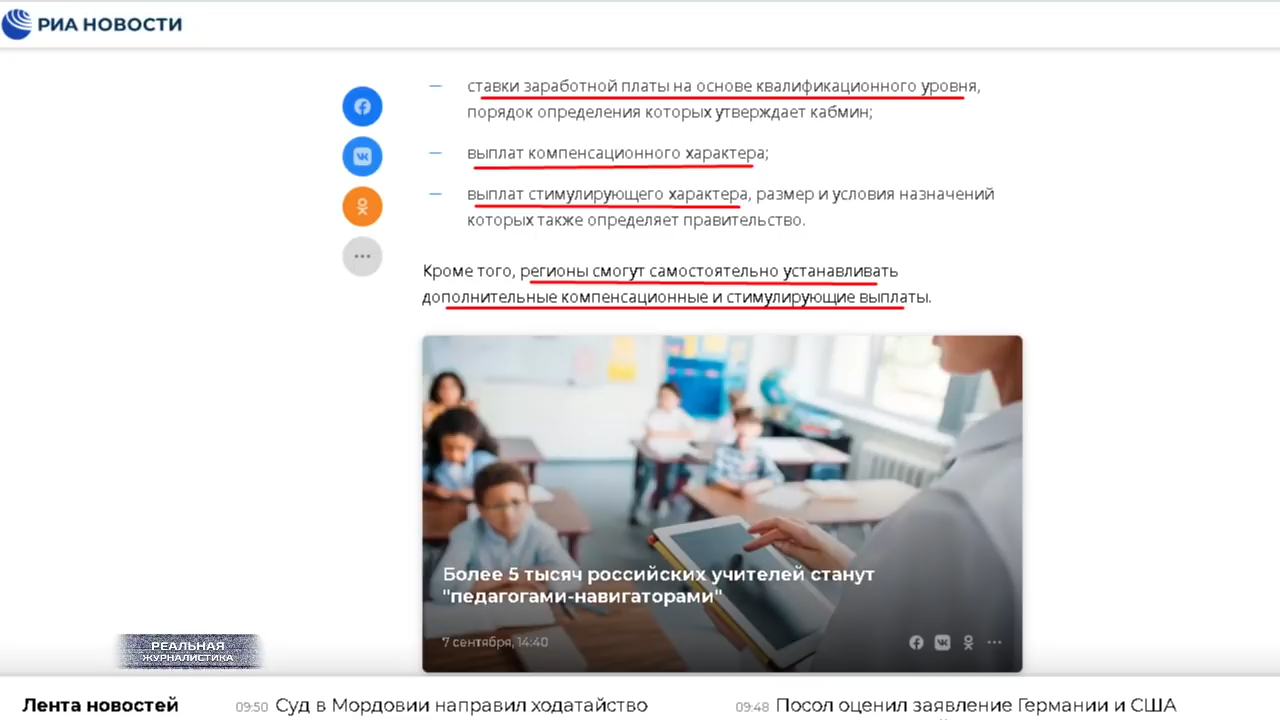 РИА НОВОСТИ
— ставки заработной платы на основе квалификационного уровня,
порядок определения которых утверждает кабмин;
— выплат компенсационного характера;
— выплат стимулирующего характера, размер и условия назначений
которых также определяет правительство.
Кроме того, регионы смогут самостоятельно устанавливать
дополнительные компенсационные и стимулирующие выплаты.
Более 5 тысяч российских учителей станут
"педагогами-навигаторами"
7 сентября, 14:40
РЕАЛЬНАЯ
ЖУРНАЛИСТИКА
Лента новостей
09:50 Суд в Мордовии направил ходатайство
09:48 Посол оценил заявление Германии и США